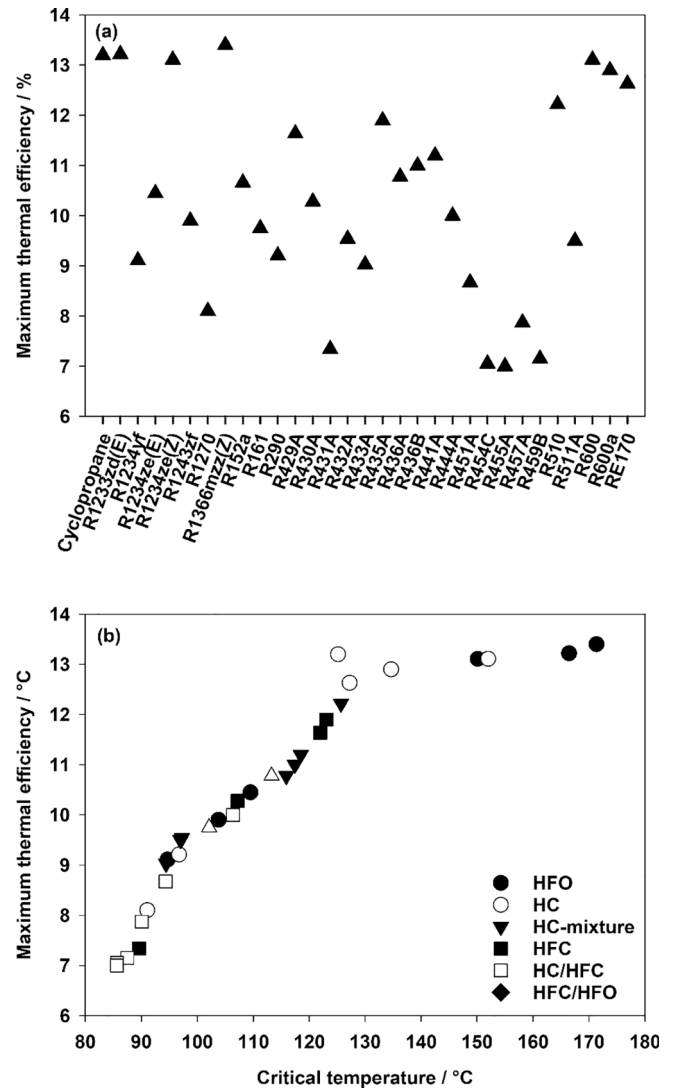 (a)
14
13
12
11
10
9
8
7
6
Maximum thermal efficiency / %
Cyclopropane
R1233zd(E)
R1234yf
R1234ze(E)
R1234ze(Z)
R1243zf
R1270
R1366mzz(Z)
R152a
R161
R290
R429A
R430A
R431A
R432A
R433A
R435A
R436A
R436B
R441A
R444A
R451A
R454C
R455A
R457A
R459B
R510
R511A
R600
R600a
RE170
(b)
14
13
12
11
10
9
8
7
6
Maximum thermal efficiency / °C
HFO
HC
HC-mixture
HFC
HC/HFC
HFC/HFO
80 90 100 110 120 130 140 150 160 170 180
Critical temperature / °C